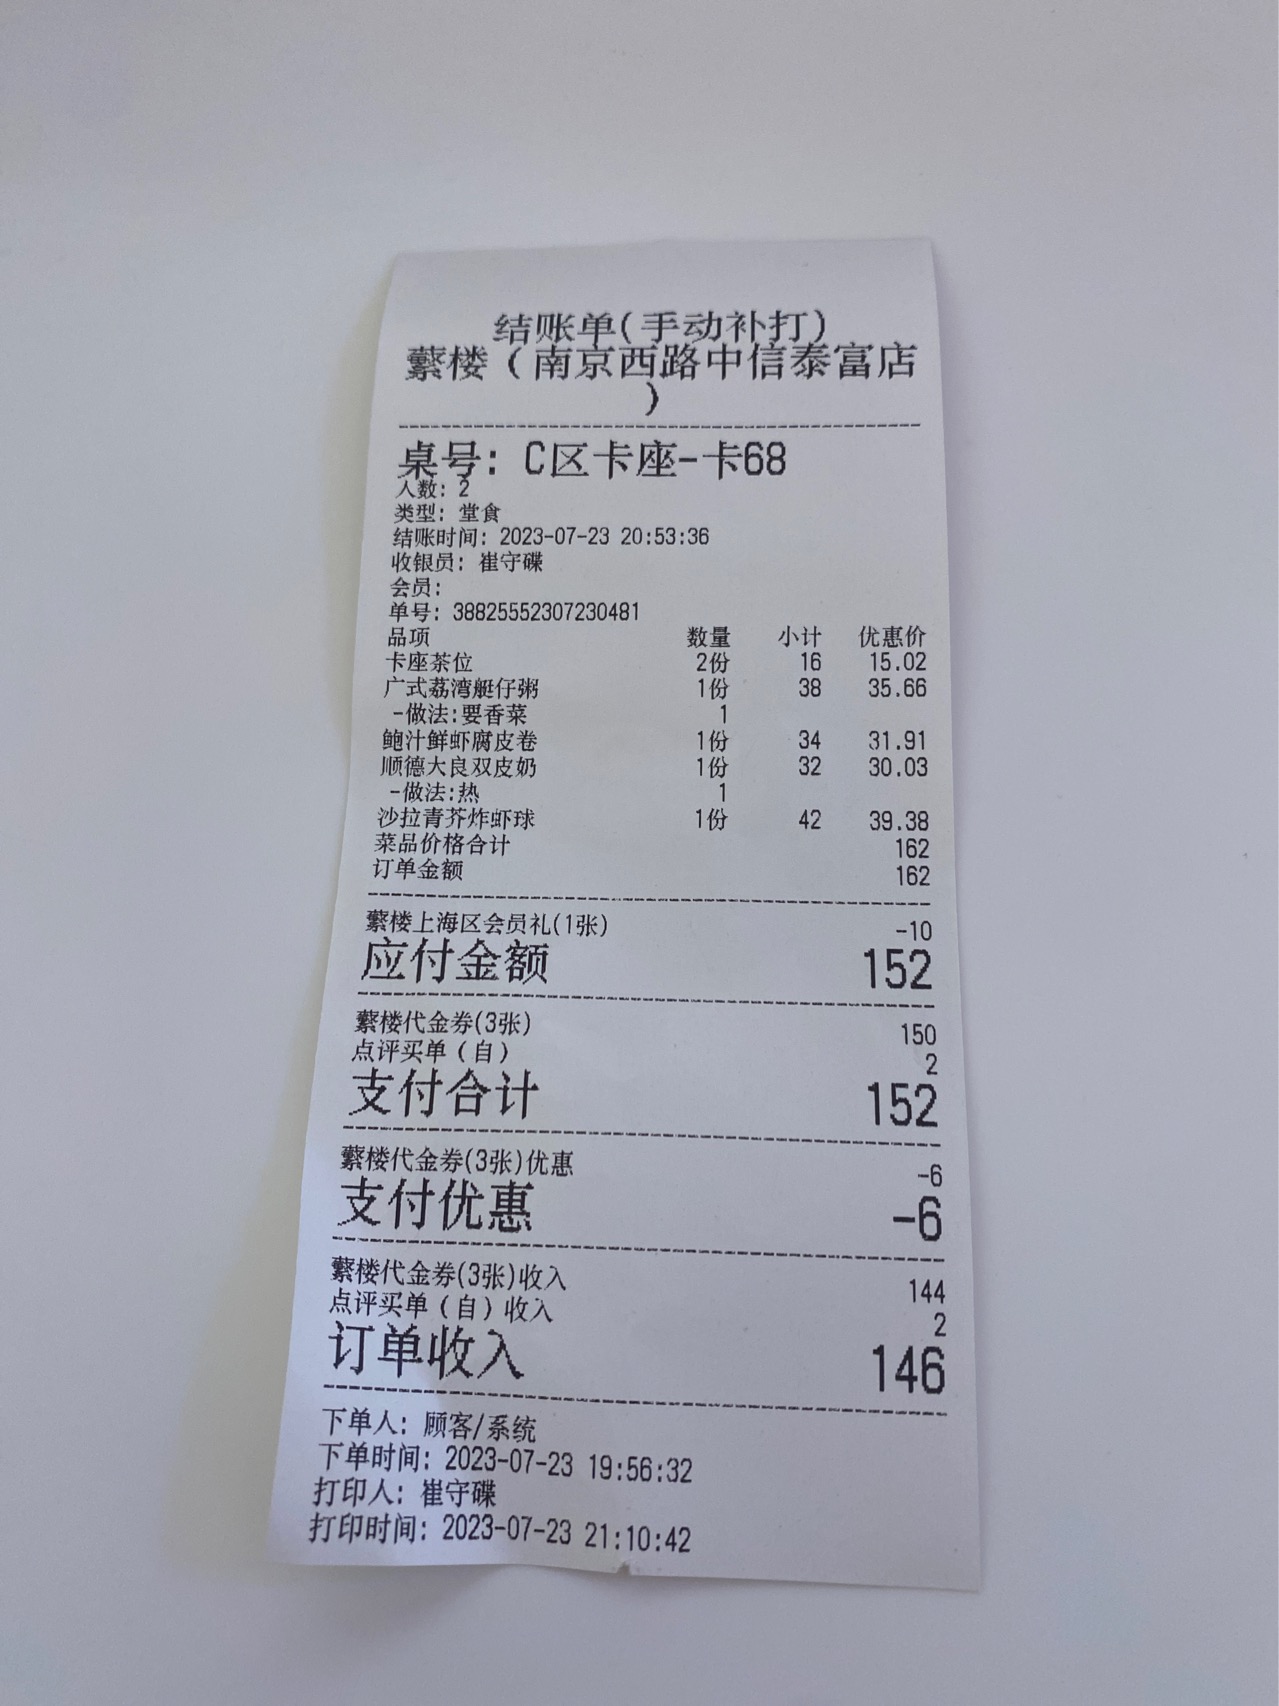 结账单(手动补打)
蘩楼（南京西路中信泰富店
）
桌号: C区卡座-卡68
人数: 2
类型: 堂食
结账时间: 2023-07-23 20:53:36
收银员: 崔守碟
会员:
单号: 38825552307230481
品项 数量 小计 优惠价
卡座茶位 2份 16 15.02
广式荔湾艇仔粥 1份 38 35.66
-做法:要香菜 1
鲍汁鲜虾腐皮卷 1份 34 31.91
顺德大良双皮奶 1份 32 30.03
-做法:热 1
沙拉青芥炸虾球 1份 42 39.38
菜品价格合计 162
订单金额 162
蘩楼上海区会员礼(1张) -10
应付金额 152
蘩楼代金券(3张) 150
点评买单（自） 2
支付合计 152
蘩楼代金券(3张)优惠 -6
支付优惠 -6
蘩楼代金券(3张)收入 144
点评买单（自）收入 2
订单收入 146
下单人: 顾客/系统
下单时间: 2023-07-23 19:56:32
打印人: 崔守碟
打印时间: 2023-07-23 21:10:42